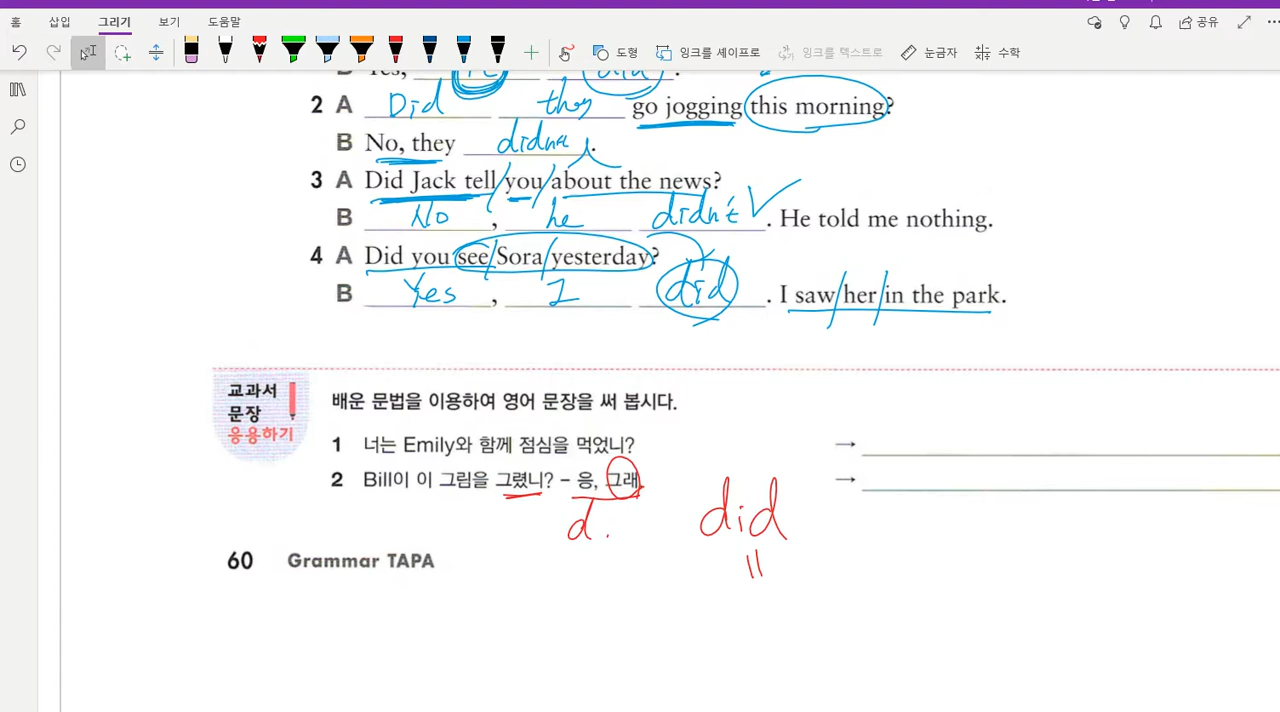 홈 삽입 그리기 보기 도움말 공유
도형 잉크를 셰이프로 잉크를 텍스트로 눈금자 수학
B Yes, it did.
2 A Did they go jogging this morning?
B No, they didn't.
3 A Did Jack tell/you/about the news?
B No, he didn't. He told me nothing.
4 A Did you see/Sora/yesterday?
B Yes, I did. I saw/her/in the park.
교과서
문장
응용하기
배운 문법을 이용하여 영어 문장을 써 봅시다.
1 너는 Emily와 함께 점심을 먹었니? →
2 Bill이 이 그림을 그렸니? – 응, 그래. →
d. did
"
60 Grammar TAPA